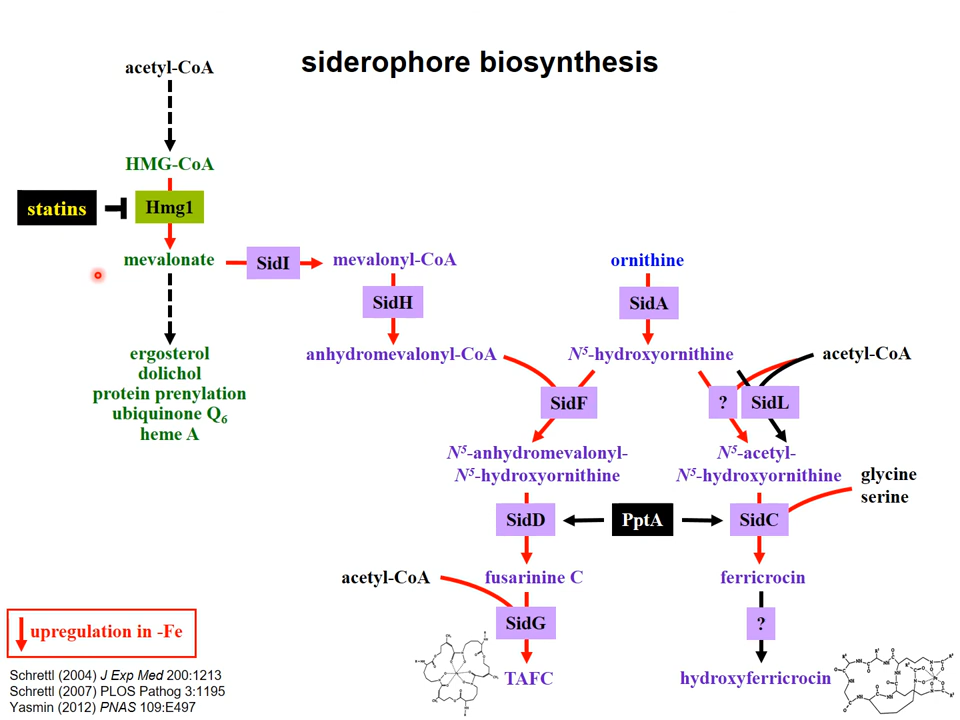 siderophore biosynthesis
acetyl-CoA
HMG-CoA
statins
Hmg1
mevalonate
SidI
mevalonyl-CoA
ornithine
SidH
SidA
ergosterol
dolichol
protein prenylation
ubiquinone Q6
heme A
anhydromevalonyl-CoA
N5-hydroxyornithine
acetyl-CoA
SidF
?
SidL
N5-anhydromevalonyl-
N5-hydroxyornithine
N5-acetyl-
N5-hydroxyornithine
glycine
serine
SidD
PptA
SidC
acetyl-CoA
fusarinine C
ferricrocin
SidG
?
TAFC
hydroxyferricrocin
upregulation in -Fe
Schrettl (2004) J Exp Med 200:1213
Schrettl (2007) PLOS Pathog 3:1195
Yasmin (2012) PNAS 109:E497